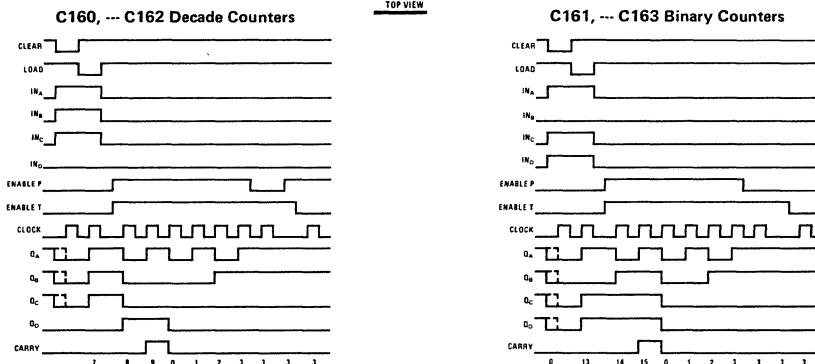 TOP VIEW
C160, --- C162 Decade Counters
CLEAR
LOAD
INA
INB
INC
IND
ENABLE P
ENABLE T
CLOCK
QA
QB
QC
QD
CARRY
7 8 9 0 1 2 3 3 3 3
C161, --- C163 Binary Counters
CLEAR
LOAD
INA
INB
INC
IND
ENABLE P
ENABLE T
CLOCK
QA
QB
QC
QD
CARRY
0 13 14 15 0 1 2 3 3 3 3